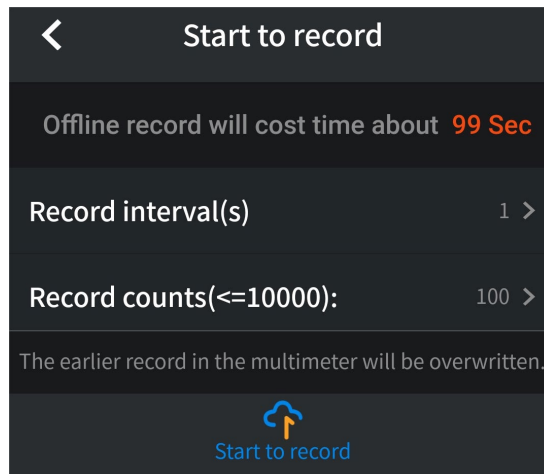 Start to record
Offline record will cost time about 99 Sec
Record interval(s) 1
Record counts(<=10000): 100
The earlier record in the multimeter will be overwritten.
Start to record